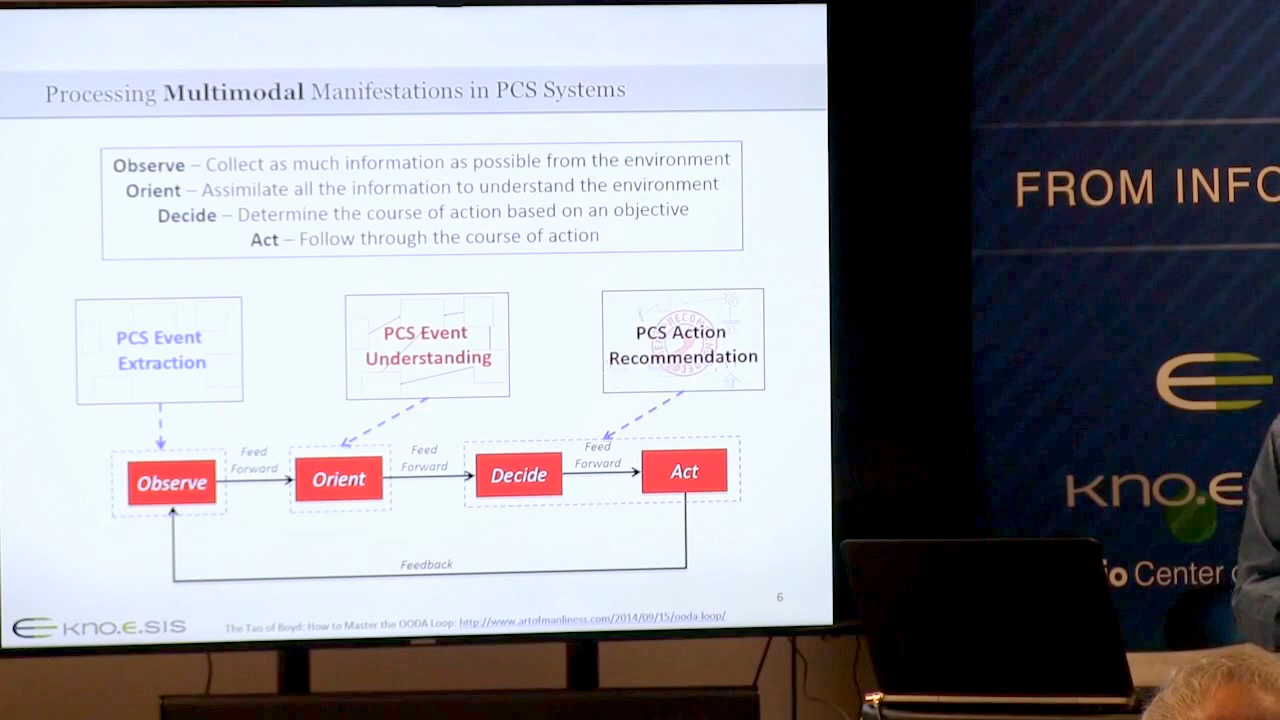 Processing Multimodal Manifestations in PCS Systems
Observe – Collect as much information as possible from the environment
Orient – Assimilate all the information to understand the environment
Decide – Determine the course of action based on an objective
Act – Follow through the course of action
PCS Event
Extraction
PCS Event
Understanding
PCS Action
Recommendation
Observe
Feed
Forward
Orient
Feed
Forward
Decide
Feed
Forward
Act
Feedback
6
kno.e.sis
The Tao of Boyd: How to Master the OODA Loop: http://www.artofmanliness.com/2014/09/15/ooda-loop/
FROM INFO
kno.e
io Center